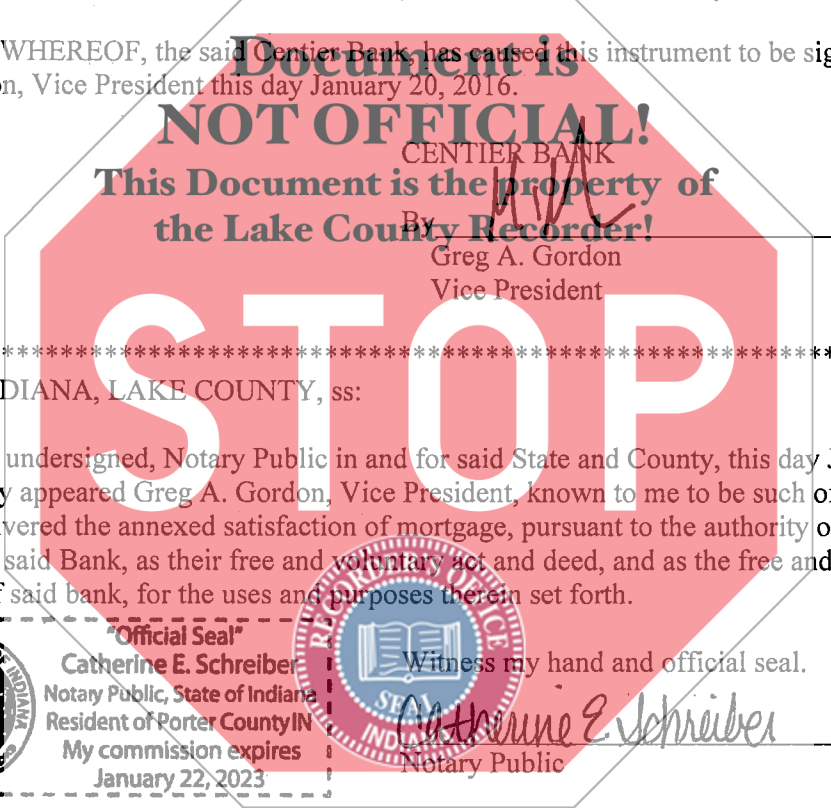 WHEREOF, the said Centier Bank, has caused this instrument to be sig
n, Vice President this day January 20, 2016.
Document is
NOT OFFICIAL!
This Document is the property of
the Lake County Recorder!
CENTIER BANK
By
Greg A. Gordon
Vice President
STOP
********************************************************
DIANA, LAKE COUNTY, ss:
undersigned, Notary Public in and for said State and County, this day J
y appeared Greg A. Gordon, Vice President, known to me to be such of
vered the annexed satisfaction of mortgage, pursuant to the authority o
said Bank, as their free and voluntary act and deed, and as the free and
f said bank, for the uses and purposes therein set forth.
"Official Seal"
Catherine E. Schreiber
Notary Public, State of Indiana
Resident of Porter County IN
My commission expires
January 22, 2023
INDIANA
RECORDER'S OFFICE
SEAL
INDIANA
Witness my hand and official seal.
Catherine E Schreiber
Notary Public